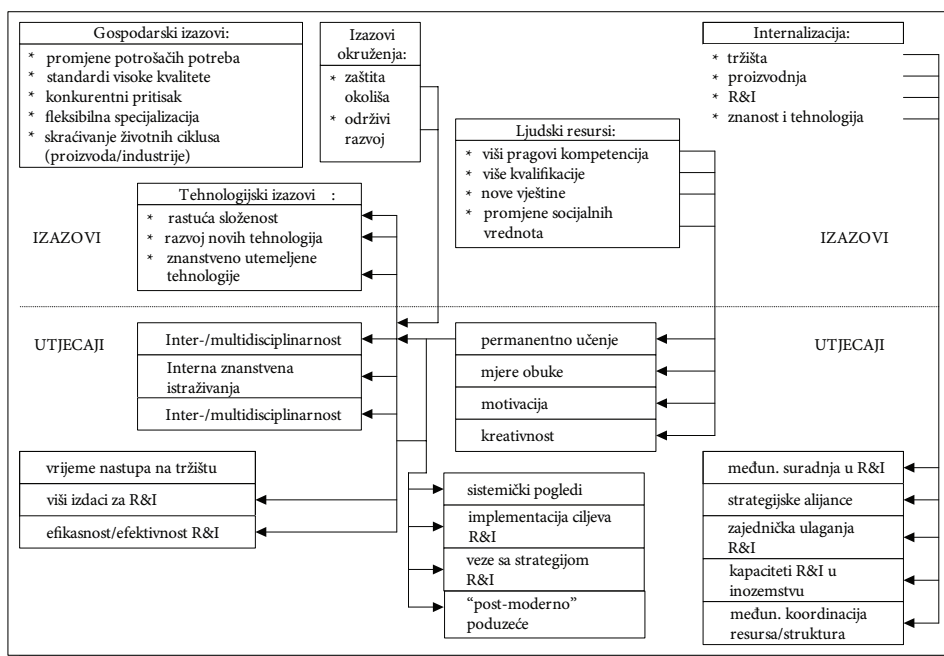 Gospodarski izazovi:
* promjene potrošačih potreba
* standardi visoke kvalitete
* konkurentni pritisak
* fleksibilna specijalizacija
* skraćivanje životnih ciklusa
(proizvoda/industrije)
Izazovi
okruženja:
* zaštita
okoliša
* održivi
razvoj
Internalizacija:
* tržišta
* proizvodnja
* R&I
* znanost i tehnologija
Ljudski resursi:
* viši pragovi kompetencija
* više kvalifikacije
* nove vještine
* promjene socijalnih
vrednota
Tehnologijski izazovi :
* rastuća složenost
* razvoj novih tehnologija
* znanstveno utemeljene
tehnologije
IZAZOVI
IZAZOVI
UTJECAJI
UTJECAJI
Inter-/multidisciplinarnost
Interna znanstvena
istraživanja
Inter-/multidisciplinarnost
permanentno učenje
mjere obuke
motivacija
kreativnost
vrijeme nastupa na tržištu
viši izdaci za R&I
efikasnost/efektivnost R&I
sistemički pogledi
implementacija ciljeva
R&I
veze sa strategijom
R&I
“post-moderno”
poduzeće
međun. suradnja u R&I
strategijske alijance
zajednička ulaganja
R&I
kapaciteti R&I u
inozemstvu
međun. koordinacija
resursa/struktura